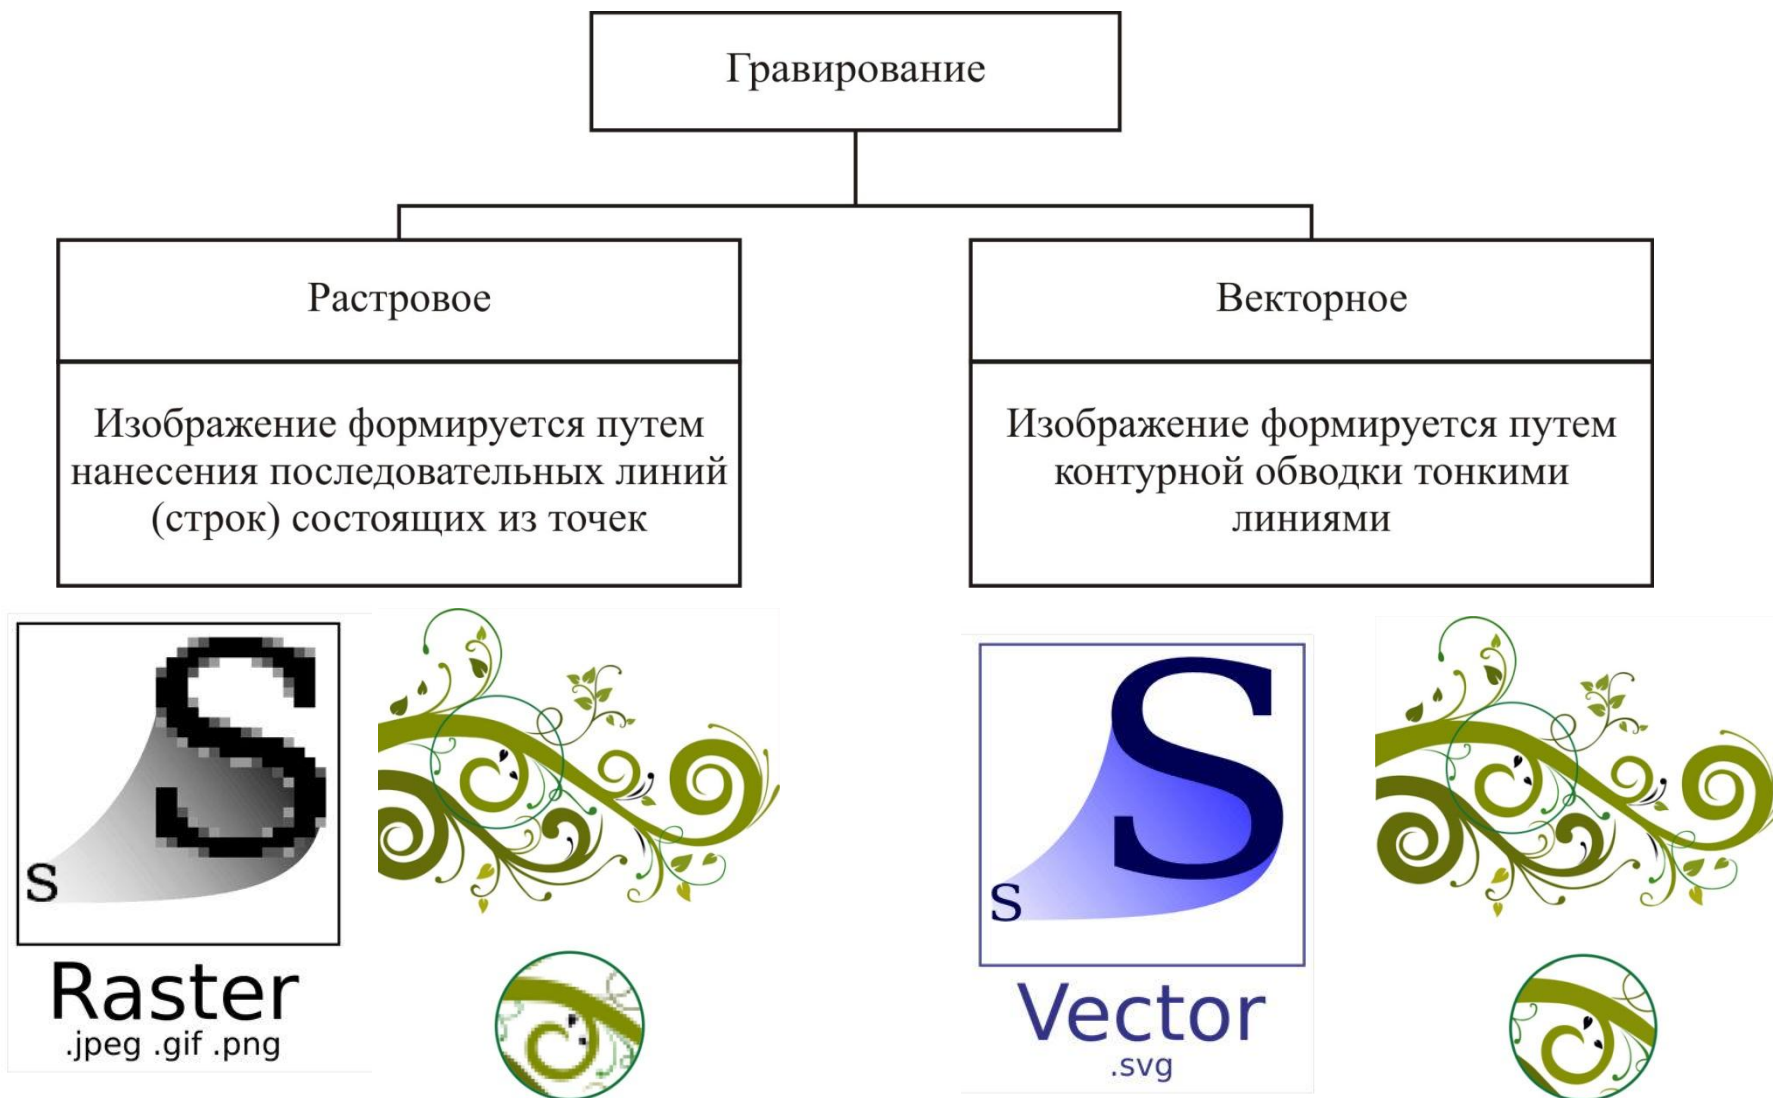 Гравирование
Растровое
Изображение формируется путем
нанесения последовательных линий
(строк) состоящих из точек
Векторное
Изображение формируется путем
контурной обводки тонкими
линиями
S
S
Raster
.jpeg .gif .png
S
S
Vector
.svg